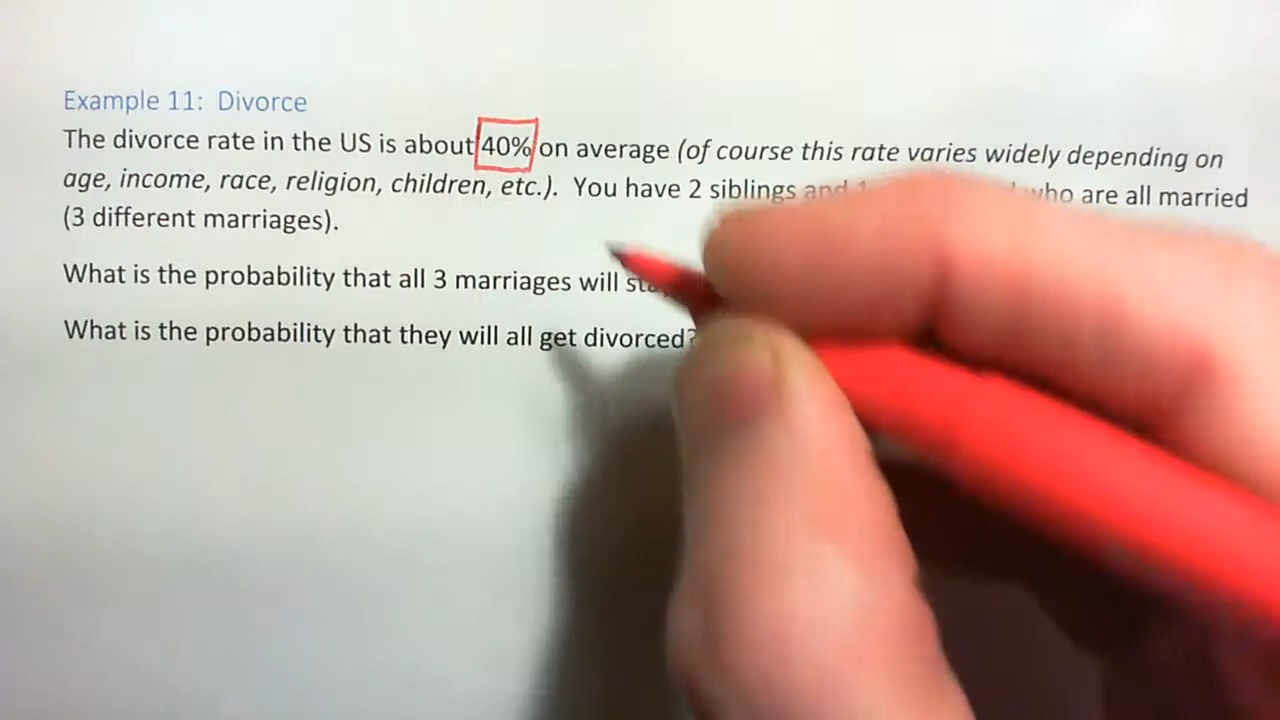 Example 11: Divorce
The divorce rate in the US is about 40% on average (of course this rate varies widely depending on
age, income, race, religion, children, etc.). You have 2 siblings and who are all married
(3 different marriages).
What is the probability that all 3 marriages will
What is the probability that they will all get divorced?